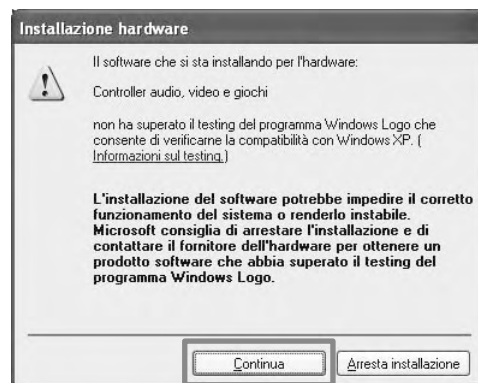 Installazione hardware
Il software che si sta installando per l'hardware:
Controller audio, video e giochi
non ha superato il testing del programma Windows Logo che
consente di verificarne la compatibilità con Windows XP. (
Informazioni sul testing.)
L'installazione del software potrebbe impedire il corretto
funzionamento del sistema o renderlo instabile.
Microsoft consiglia di arrestare l'installazione e di
contattare il fornitore dell'hardware per ottenere un
prodotto software che abbia superato il testing del
programma Windows Logo.
Continua
Arresta installazione